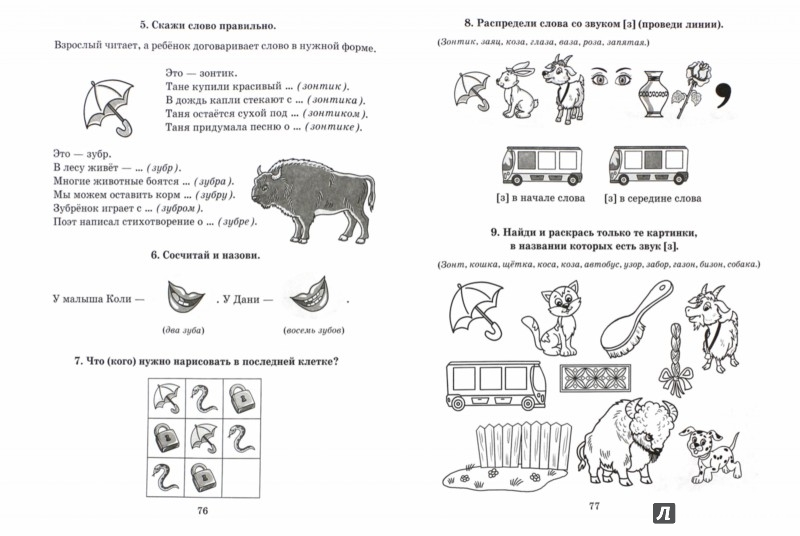 5. Скажи слово правильно.
Взрослый читает, а ребёнок договаривает слово в нужной форме.
Это — зонтик.
Тане купили красивый ... (зонтик).
В дождь капли стекают с ... (зонтика).
Таня остаётся сухой под ... (зонтиком).
Таня придумала песню о ... (зонтике).
Это — зубр.
В лесу живёт — ... (зубр).
Многие животные боятся ... (зубра).
Мы можем оставить корм ... (зубру).
Зубрёнок играет с ... (зубром).
Поэт написал стихотворение о ... (зубре).
6. Сосчитай и назови.
У малыша Коли — . У Дани — .
(два зуба) (восемь зубов)
7. Что (кого) нужно нарисовать в последней клетке?
76
8. Распредели слова со звуком [з] (проведи линии).
(Зонтик, заяц, коза, глаза, ваза, роза, запятая.)
,
[з] в начале слова [з] в середине слова
9. Найди и раскрась только те картинки,
в названии которых есть звук [з].
(Зонт, кошка, щётка, коса, коза, автобус, узор, забор, газон, бизон, собака.)
77
Л